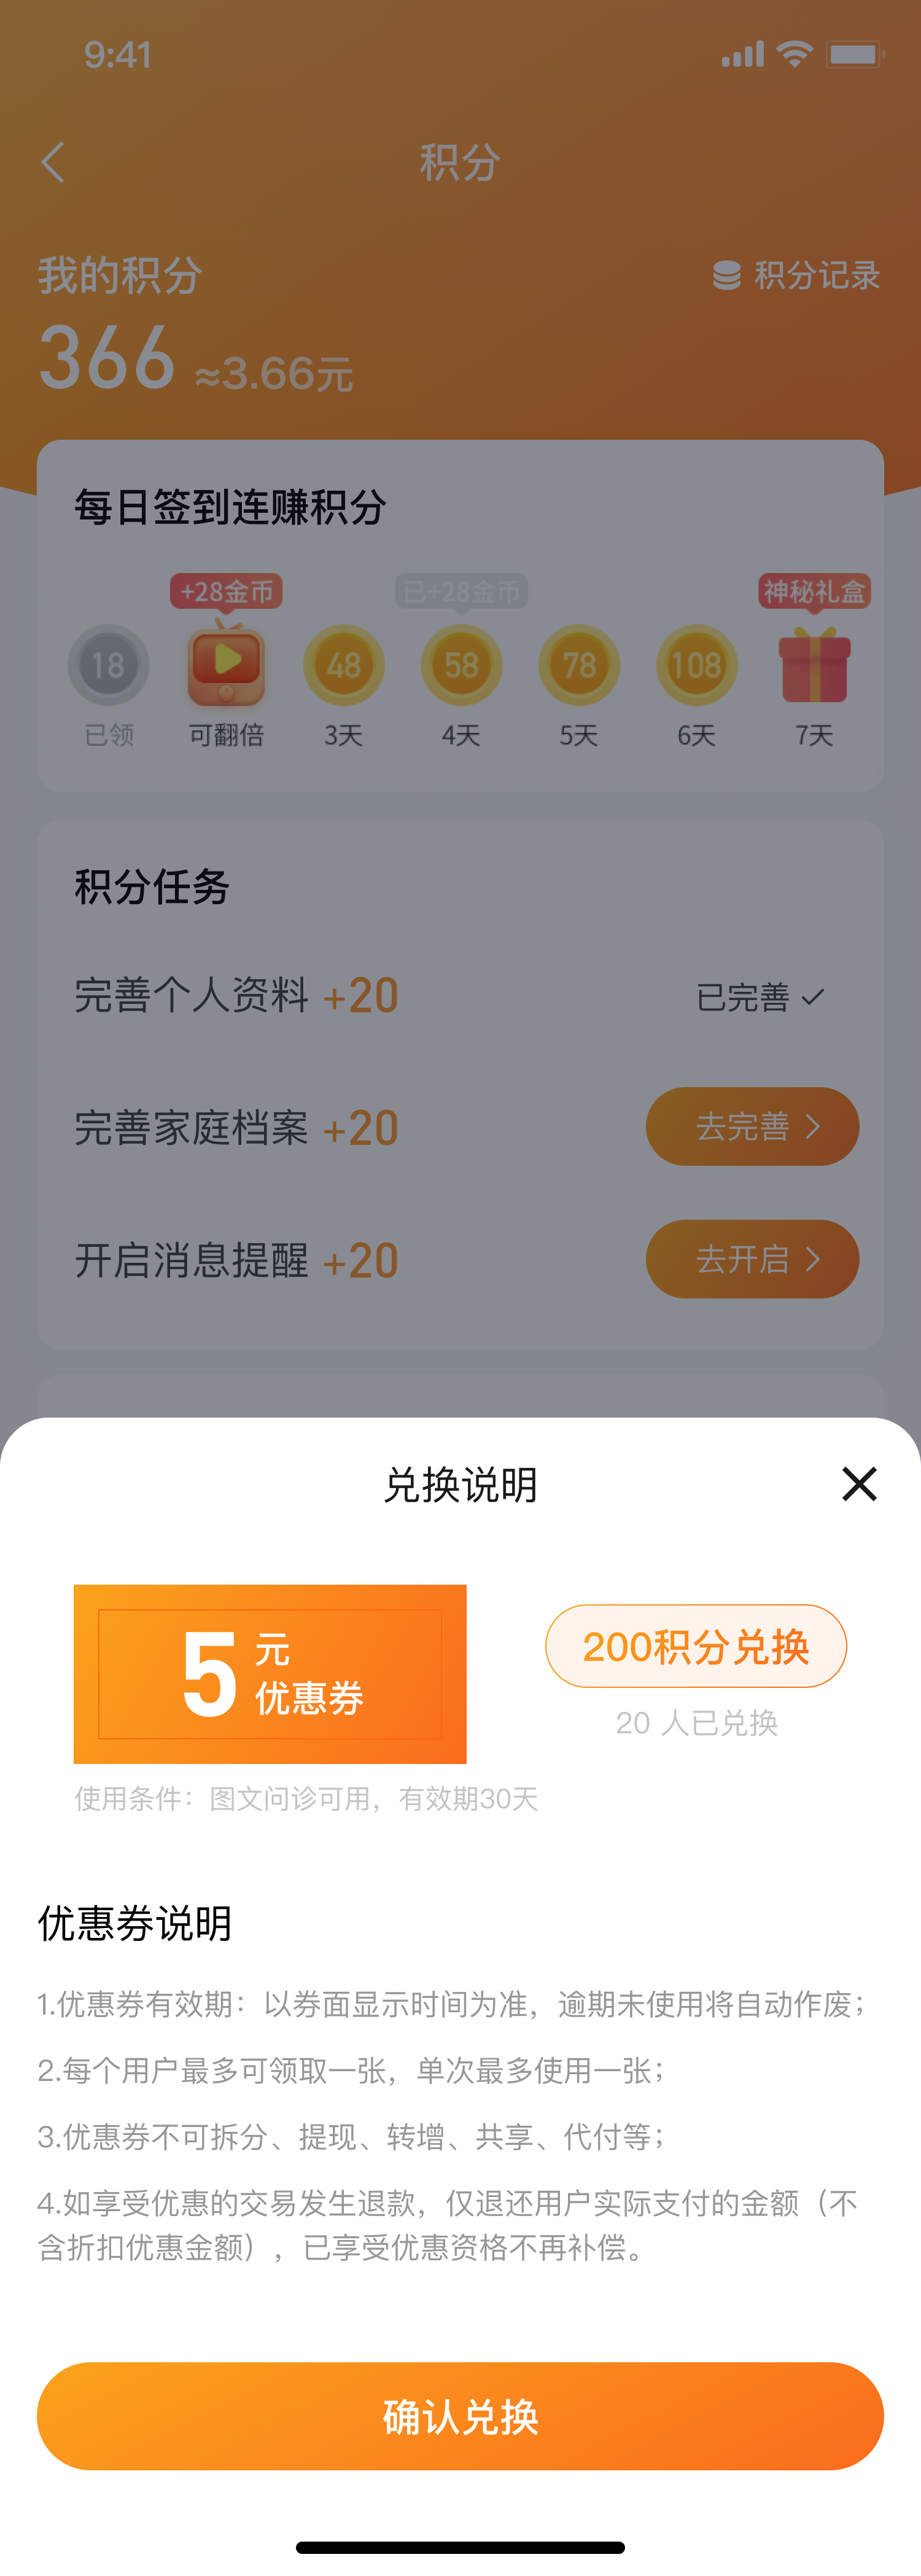 9:41
积分
我的积分
积分记录
366 ≈3.66元
每日签到连赚积分
+28金币
已+28金币
神秘礼盒
18
48
58
78
108
已领
可翻倍
3天
4天
5天
6天
7天
积分任务
完善个人资料 +20
已完善
完善家庭档案 +20
去完善
开启消息提醒 +20
去开启
兑换说明
5元
优惠券
200积分兑换
20 人已兑换
使用条件：图文问诊可用，有效期30天
优惠券说明
1.优惠券有效期：以券面显示时间为准，逾期未使用将自动作废；
2.每个用户最多可领取一张，单次最多使用一张；
3.优惠券不可拆分、提现、转增、共享、代付等；
4.如享受优惠的交易发生退款，仅退还用户实际支付的金额（不
含折扣优惠金额），已享受优惠资格不再补偿。
确认兑换